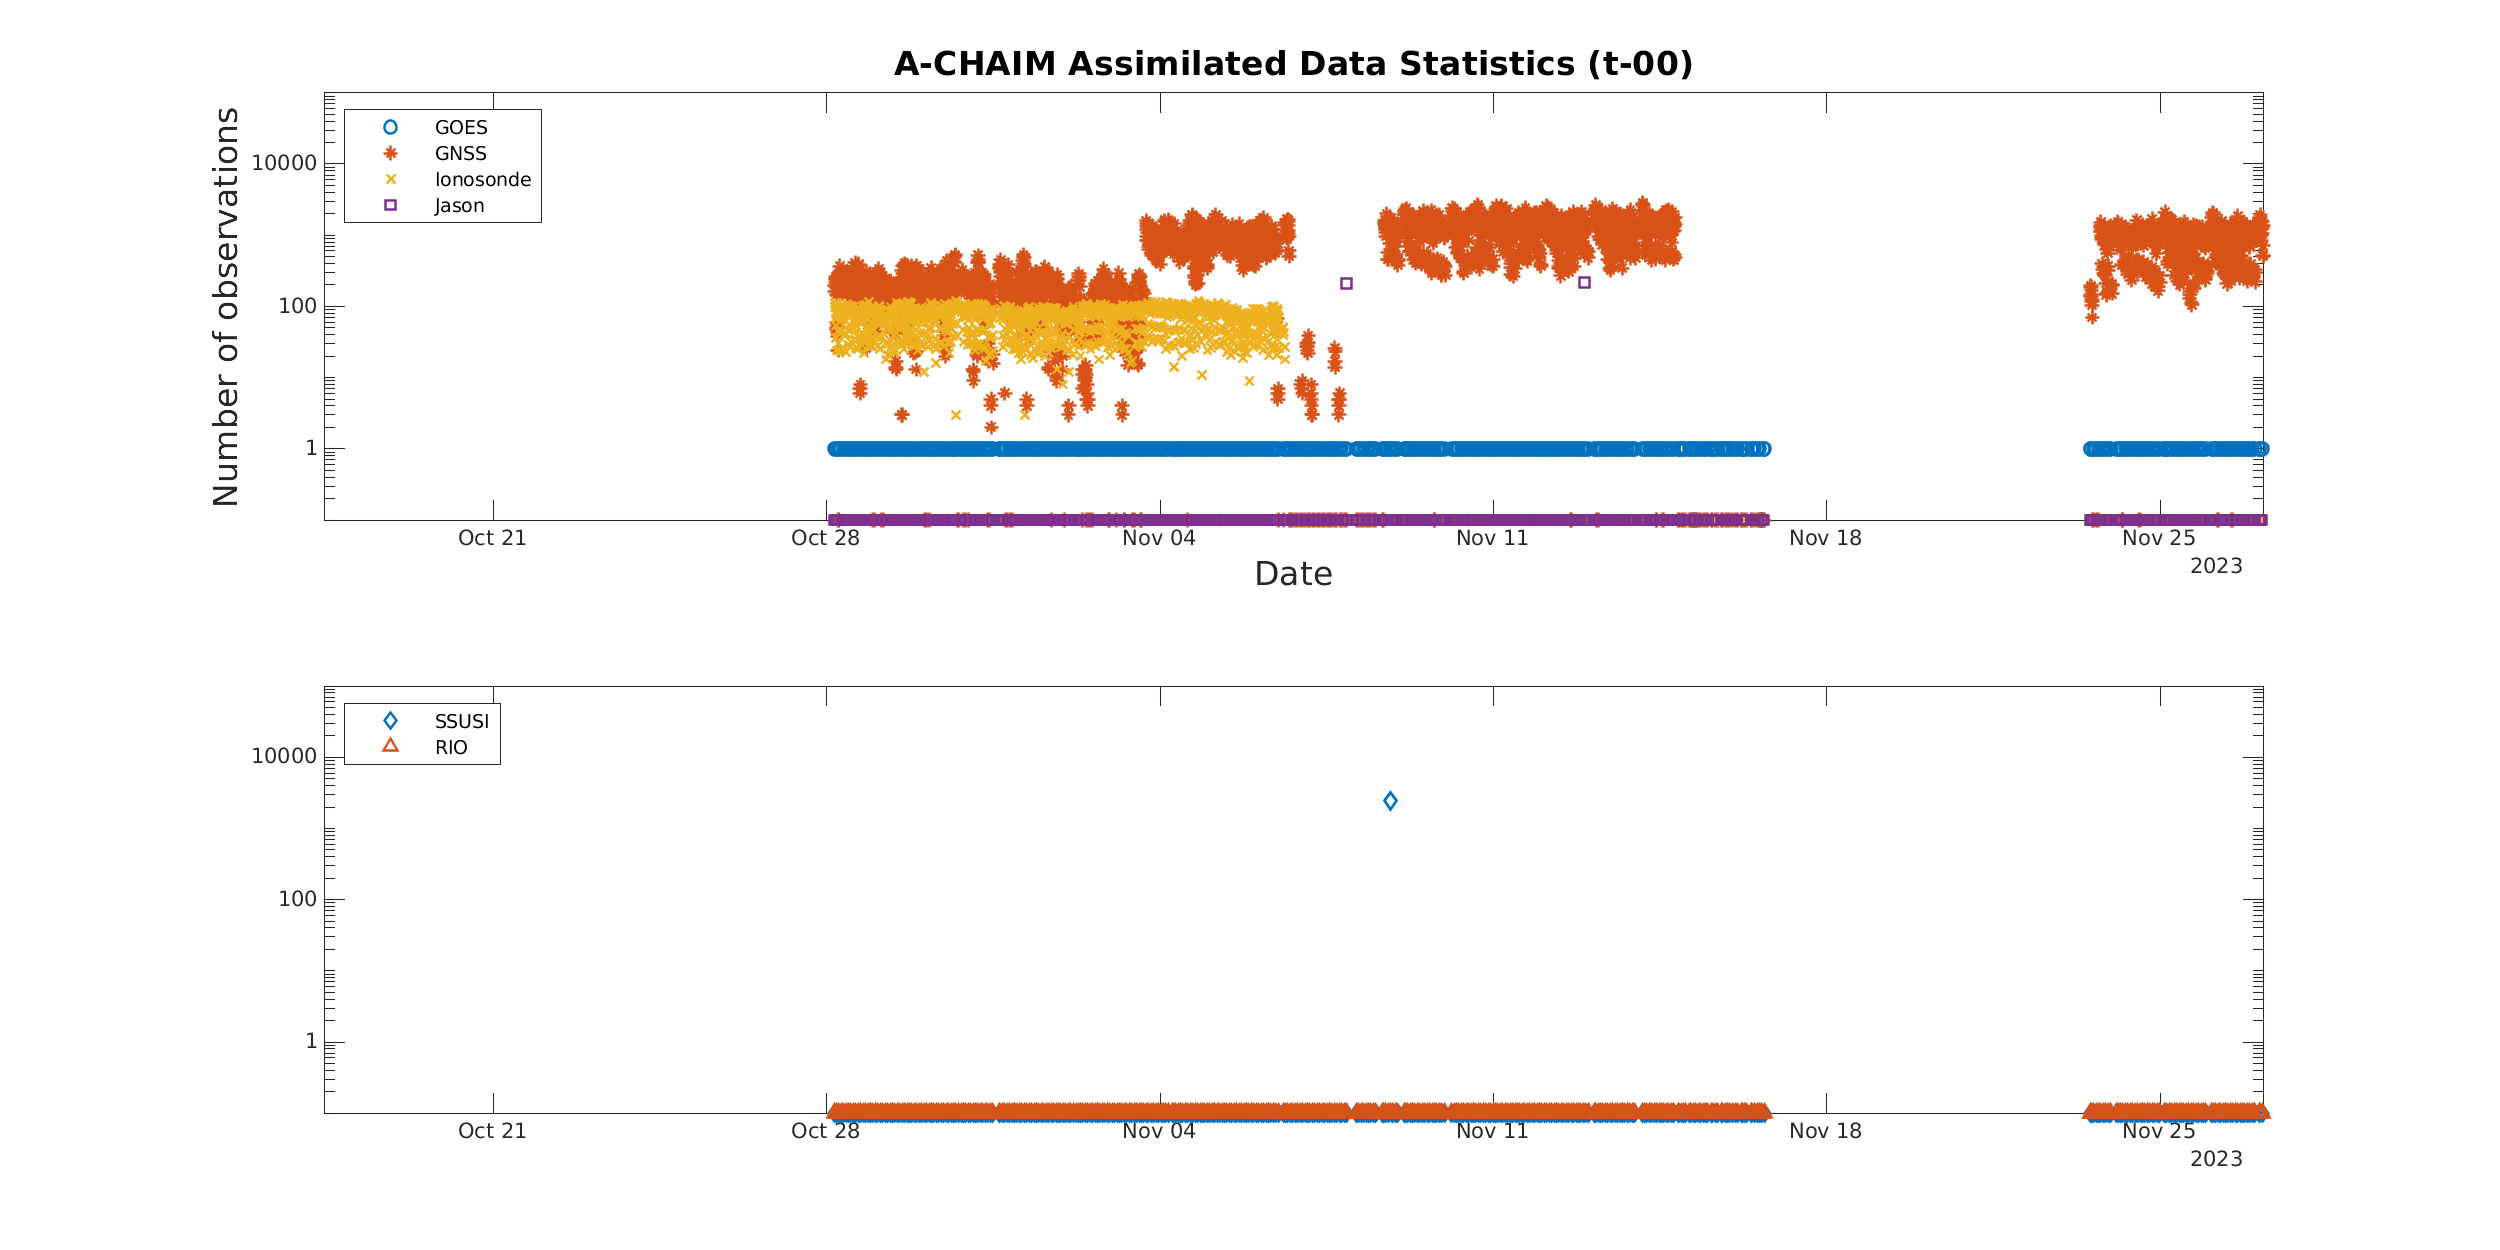 A-CHAIM Assimilated Data Statistics (t-00)
Number of observations
GOES
GNSS
Ionosonde
Jason
10000
100
1
Oct 21 Oct 28 Nov 04 Nov 11 Nov 18 Nov 25
2023
Date
SSUSI
RIO
10000
100
1
Oct 21 Oct 28 Nov 04 Nov 11 Nov 18 Nov 25
2023